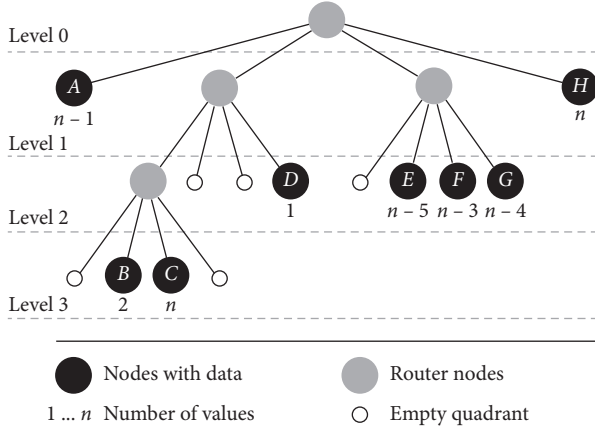 Level 0
A H
n – 1 n
Level 1
D E F G
1 n – 5 n – 3 n – 4
Level 2
B C
2 n
Level 3
Nodes with data Router nodes
1 ... n Number of values Empty quadrant